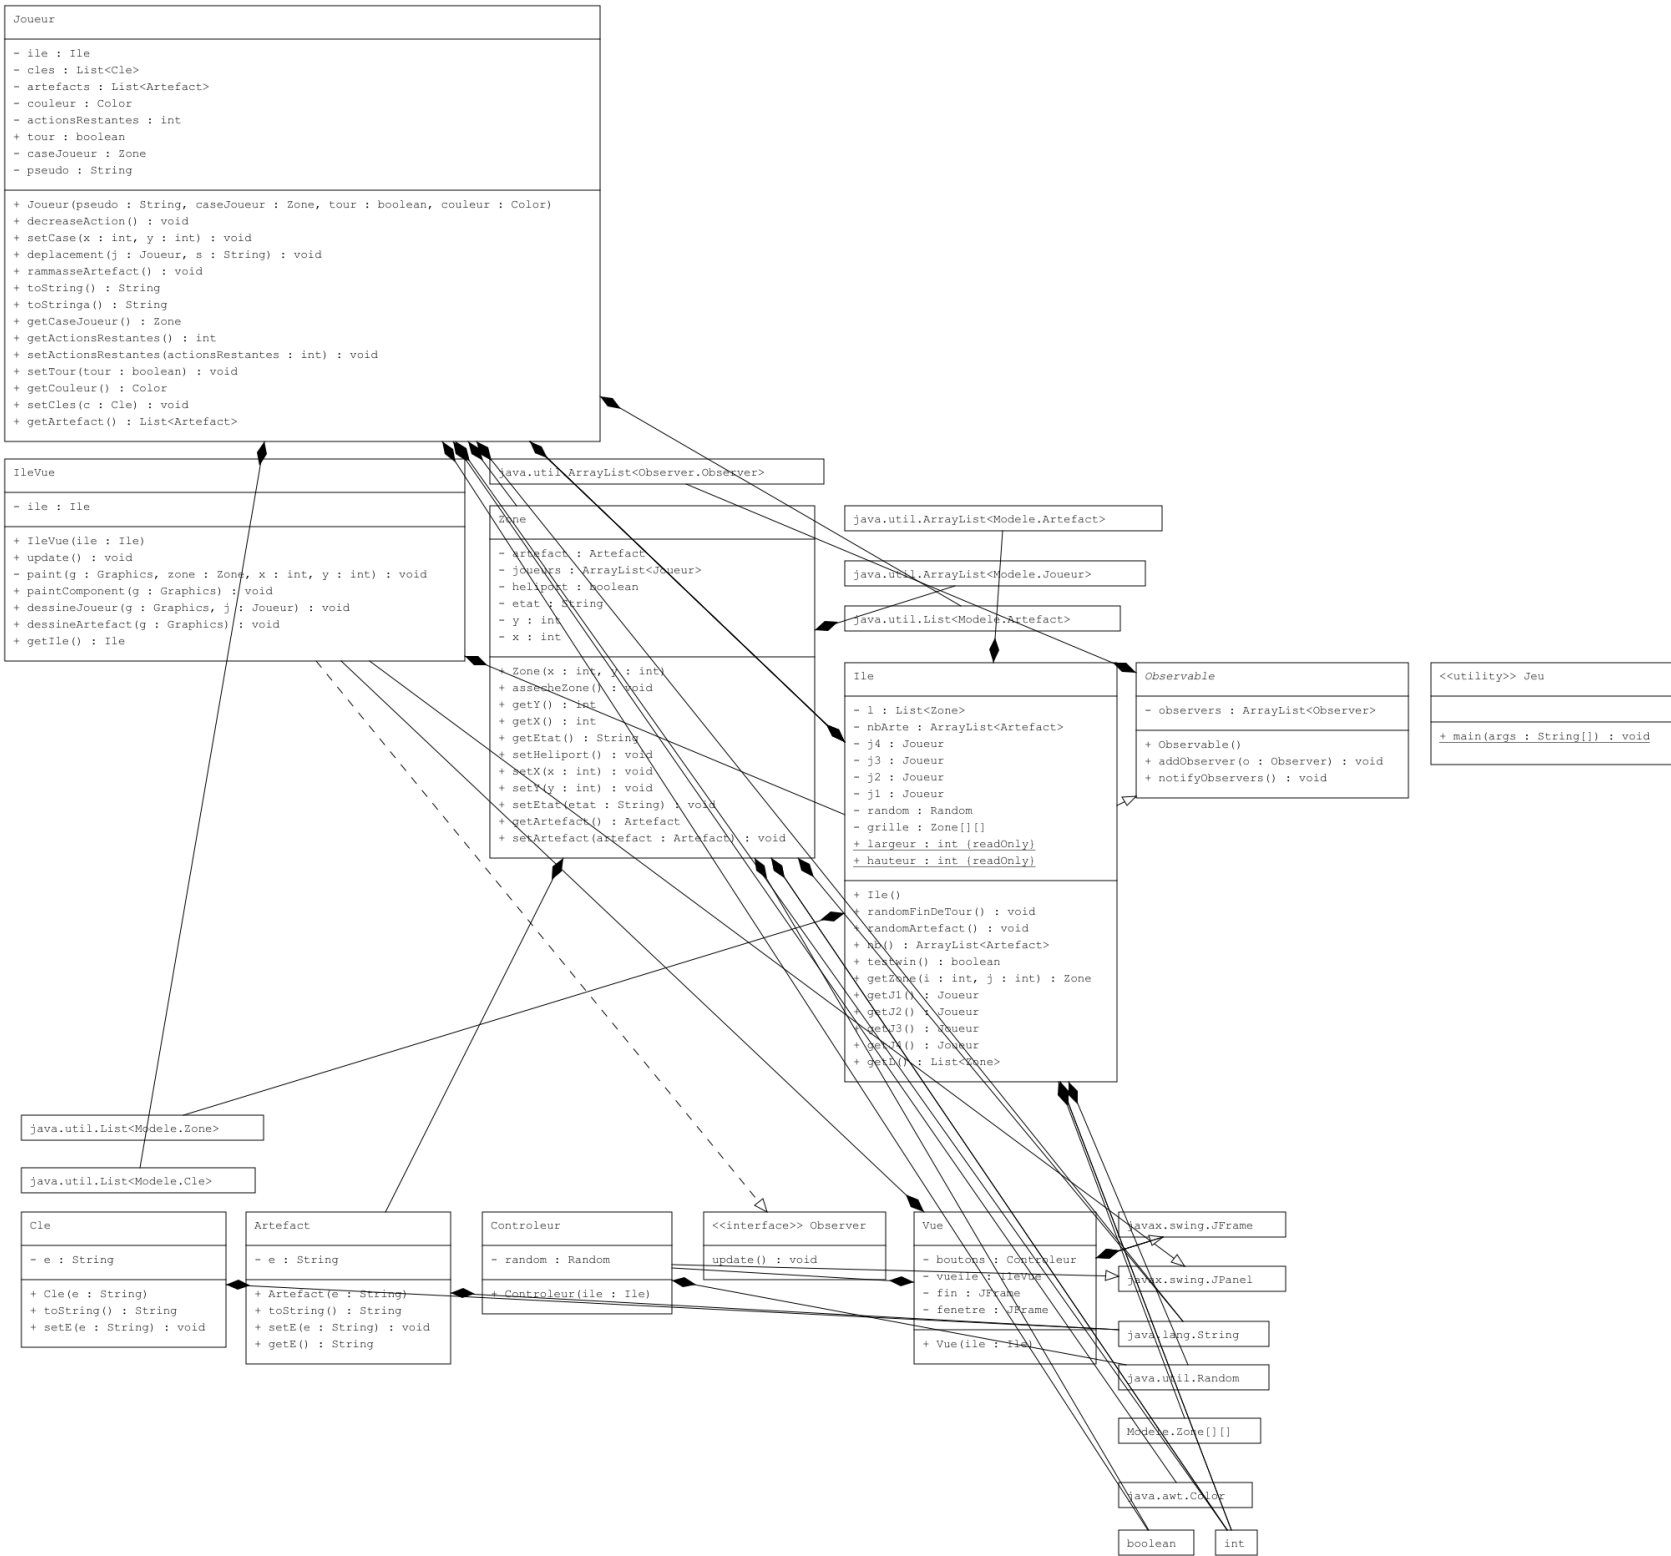 Joueur
- ile : Ile
- cles : List<Cle>
- artefacts : List<Artefact>
- couleur : Color
- actionsRestantes : int
+ tour : boolean
- caseJoueur : Zone
- pseudo : String
+ Joueur(pseudo : String, caseJoueur : Zone, tour : boolean, couleur : Color)
+ decreaseAction() : void
+ setCase(x : int, y : int) : void
+ deplacement(j : Joueur, s : String) : void
+ rammasseArtefact() : void
+ toString() : String
+ toStringa() : String
+ getCaseJoueur() : Zone
+ getActionsRestantes() : int
+ setActionsRestantes(actionsRestantes : int) : void
+ setTour(tour : boolean) : void
+ getCouleur() : Color
+ setCles(c : Cle) : void
+ getArtefact() : List<Artefact>
IleVue
- ile : Ile
+ IleVue(ile : Ile)
+ update() : void
- paint(g : Graphics, zone : Zone, x : int, y : int) : void
+ paintComponent(g : Graphics) : void
+ dessineJoueur(g : Graphics, j : Joueur) : void
+ dessineArtefact(g : Graphics) : void
+ getIle() : Ile
java.util.ArrayList<Observer.Observer>
Zone
- artefact : Artefact
- joueurs : ArrayList<Joueur>
- heliport : boolean
- etat : String
- y : int
- x : int
+ Zone(x : int, y : int)
+ assecheZone() : void
+ getY() : int
+ getX() : int
+ getEtat() : String
+ setHeliport() : void
+ setX(x : int) : void
+ setY(y : int) : void
+ setEtat(etat : String) : void
+ getArtefact() : Artefact
+ setArtefact(artefact : Artefact) : void
java.util.ArrayList<Modele.Artefact>
java.util.ArrayList<Modele.Joueur>
java.util.List<Modele.Artefact>
Ile
- l : List<Zone>
- nbArte : ArrayList<Artefact>
- j4 : Joueur
- j3 : Joueur
- j2 : Joueur
- j1 : Joueur
- random : Random
- grille : Zone[][]
+ largeur : int {readOnly}
+ hauteur : int {readOnly}
+ Ile()
+ randomFinDeTour() : void
+ randomArtefact() : void
+ nb() : ArrayList<Artefact>
+ testwin() : boolean
+ getZone(i : int, j : int) : Zone
+ getJ1() : Joueur
+ getJ2() : Joueur
+ getJ3() : Joueur
+ getJ4() : Joueur
+ getL() : List<Zone>
Observable
- observers : ArrayList<Observer>
+ Observable()
+ addObserver(o : Observer) : void
+ notifyObservers() : void
<<utility>> Jeu
+ main(args : String[]) : void
java.util.List<Modele.Zone>
java.util.List<Modele.Cle>
Cle
- e : String
+ Cle(e : String)
+ toString() : String
+ setE(e : String) : void
Artefact
- e : String
+ Artefact(e : String)
+ toString() : String
+ setE(e : String) : void
+ getE() : String
Controleur
- random : Random
+ Controleur(ile : Ile)
<<interface>> Observer
update() : void
Vue
- boutons : Controleur
- vueile : IleVue
- fin : JFrame
- fenetre : JFrame
+ Vue(ile : Ile)
javax.swing.JFrame
javax.swing.JPanel
java.lang.String
java.util.Random
Modele.Zone[][]
java.awt.Color
boolean
int